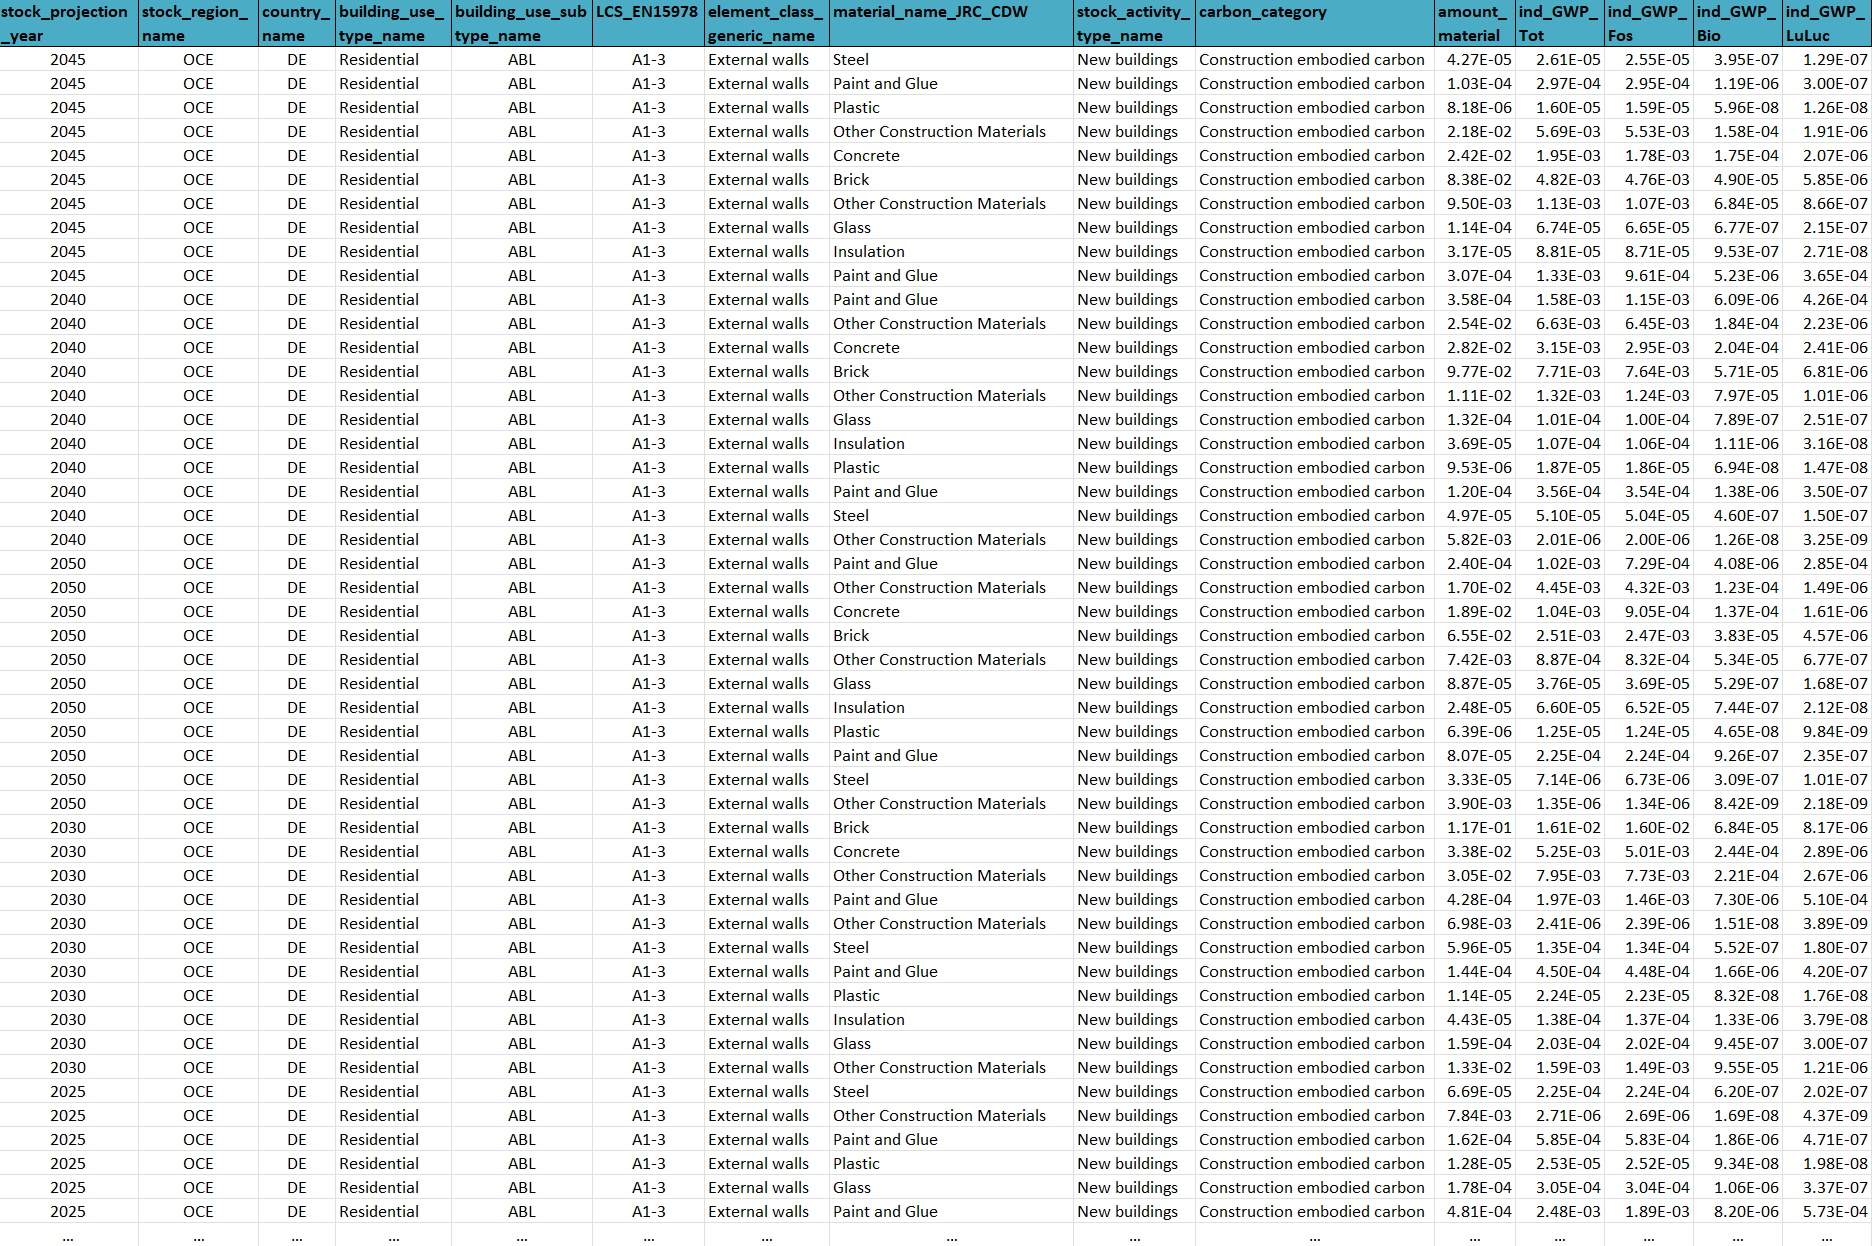 stock_projection stock_region_ country_ building_use_ building_use_sub LCS_EN15978 element_class_ material_name_JRC_CDW stock_activity_ carbon_category amount_ ind_GWP_ ind_GWP_ ind_GWP_ ind_GWP_
_year name name type_name type_name generic_name type_name material Tot Fos Bio LuLuc
2045 OCE DE Residential ABL A1-3 External walls Steel New buildings Construction embodied carbon 4.27E-05 2.61E-05 2.55E-05 3.95E-07 1.29E-07
2045 OCE DE Residential ABL A1-3 External walls Paint and Glue New buildings Construction embodied carbon 1.03E-04 2.97E-04 2.95E-04 1.19E-06 3.00E-07
2045 OCE DE Residential ABL A1-3 External walls Plastic New buildings Construction embodied carbon 8.18E-06 1.60E-05 1.59E-05 5.96E-08 1.26E-08
2045 OCE DE Residential ABL A1-3 External walls Other Construction Materials New buildings Construction embodied carbon 2.18E-02 5.69E-03 5.53E-03 1.58E-04 1.91E-06
2045 OCE DE Residential ABL A1-3 External walls Concrete New buildings Construction embodied carbon 2.42E-02 1.95E-03 1.78E-03 1.75E-04 2.07E-06
2045 OCE DE Residential ABL A1-3 External walls Brick New buildings Construction embodied carbon 8.38E-02 4.82E-03 4.76E-03 4.90E-05 5.85E-06
2045 OCE DE Residential ABL A1-3 External walls Other Construction Materials New buildings Construction embodied carbon 9.50E-03 1.13E-03 1.07E-03 6.84E-05 8.66E-07
2045 OCE DE Residential ABL A1-3 External walls Glass New buildings Construction embodied carbon 1.14E-04 6.74E-05 6.65E-05 6.77E-07 2.15E-07
2045 OCE DE Residential ABL A1-3 External walls Insulation New buildings Construction embodied carbon 3.17E-05 8.81E-05 8.71E-05 9.53E-07 2.71E-08
2045 OCE DE Residential ABL A1-3 External walls Paint and Glue New buildings Construction embodied carbon 3.07E-04 1.33E-03 9.61E-04 5.23E-06 3.65E-04
2040 OCE DE Residential ABL A1-3 External walls Paint and Glue New buildings Construction embodied carbon 3.58E-04 1.58E-03 1.15E-03 6.09E-06 4.26E-04
2040 OCE DE Residential ABL A1-3 External walls Other Construction Materials New buildings Construction embodied carbon 2.54E-02 6.63E-03 6.45E-03 1.84E-04 2.23E-06
2040 OCE DE Residential ABL A1-3 External walls Concrete New buildings Construction embodied carbon 2.82E-02 3.15E-03 2.95E-03 2.04E-04 2.41E-06
2040 OCE DE Residential ABL A1-3 External walls Brick New buildings Construction embodied carbon 9.77E-02 7.71E-03 7.64E-03 5.71E-05 6.81E-06
2040 OCE DE Residential ABL A1-3 External walls Other Construction Materials New buildings Construction embodied carbon 1.11E-02 1.32E-03 1.24E-03 7.97E-05 1.01E-06
2040 OCE DE Residential ABL A1-3 External walls Glass New buildings Construction embodied carbon 1.32E-04 1.01E-04 1.00E-04 7.89E-07 2.51E-07
2040 OCE DE Residential ABL A1-3 External walls Insulation New buildings Construction embodied carbon 3.69E-05 1.07E-04 1.06E-04 1.11E-06 3.16E-08
2040 OCE DE Residential ABL A1-3 External walls Plastic New buildings Construction embodied carbon 9.53E-06 1.87E-05 1.86E-05 6.94E-08 1.47E-08
2040 OCE DE Residential ABL A1-3 External walls Paint and Glue New buildings Construction embodied carbon 1.20E-04 3.56E-04 3.54E-04 1.38E-06 3.50E-07
2040 OCE DE Residential ABL A1-3 External walls Steel New buildings Construction embodied carbon 4.97E-05 5.10E-05 5.04E-05 4.60E-07 1.50E-07
2040 OCE DE Residential ABL A1-3 External walls Other Construction Materials New buildings Construction embodied carbon 5.82E-03 2.01E-06 2.00E-06 1.26E-08 3.25E-09
2050 OCE DE Residential ABL A1-3 External walls Paint and Glue New buildings Construction embodied carbon 2.40E-04 1.02E-03 7.29E-04 4.08E-06 2.85E-04
2050 OCE DE Residential ABL A1-3 External walls Other Construction Materials New buildings Construction embodied carbon 1.70E-02 4.45E-03 4.32E-03 1.23E-04 1.49E-06
2050 OCE DE Residential ABL A1-3 External walls Concrete New buildings Construction embodied carbon 1.89E-02 1.04E-03 9.05E-04 1.37E-04 1.61E-06
2050 OCE DE Residential ABL A1-3 External walls Brick New buildings Construction embodied carbon 6.55E-02 2.51E-03 2.47E-03 3.83E-05 4.57E-06
2050 OCE DE Residential ABL A1-3 External walls Other Construction Materials New buildings Construction embodied carbon 7.42E-03 8.87E-04 8.32E-04 5.34E-05 6.77E-07
2050 OCE DE Residential ABL A1-3 External walls Glass New buildings Construction embodied carbon 8.87E-05 3.76E-05 3.69E-05 5.29E-07 1.68E-07
2050 OCE DE Residential ABL A1-3 External walls Insulation New buildings Construction embodied carbon 2.48E-05 6.60E-05 6.52E-05 7.44E-07 2.12E-08
2050 OCE DE Residential ABL A1-3 External walls Plastic New buildings Construction embodied carbon 6.39E-06 1.25E-05 1.24E-05 4.65E-08 9.84E-09
2050 OCE DE Residential ABL A1-3 External walls Paint and Glue New buildings Construction embodied carbon 8.07E-05 2.25E-04 2.24E-04 9.26E-07 2.35E-07
2050 OCE DE Residential ABL A1-3 External walls Steel New buildings Construction embodied carbon 3.33E-05 7.14E-06 6.73E-06 3.09E-07 1.01E-07
2050 OCE DE Residential ABL A1-3 External walls Other Construction Materials New buildings Construction embodied carbon 3.90E-03 1.35E-06 1.34E-06 8.42E-09 2.18E-09
2030 OCE DE Residential ABL A1-3 External walls Brick New buildings Construction embodied carbon 1.17E-01 1.61E-02 1.60E-02 6.84E-05 8.17E-06
2030 OCE DE Residential ABL A1-3 External walls Concrete New buildings Construction embodied carbon 3.38E-02 5.25E-03 5.01E-03 2.44E-04 2.89E-06
2030 OCE DE Residential ABL A1-3 External walls Other Construction Materials New buildings Construction embodied carbon 3.05E-02 7.95E-03 7.73E-03 2.21E-04 2.67E-06
2030 OCE DE Residential ABL A1-3 External walls Paint and Glue New buildings Construction embodied carbon 4.28E-04 1.97E-03 1.46E-03 7.30E-06 5.10E-04
2030 OCE DE Residential ABL A1-3 External walls Other Construction Materials New buildings Construction embodied carbon 6.98E-03 2.41E-06 2.39E-06 1.51E-08 3.89E-09
2030 OCE DE Residential ABL A1-3 External walls Steel New buildings Construction embodied carbon 5.96E-05 1.35E-04 1.34E-04 5.52E-07 1.80E-07
2030 OCE DE Residential ABL A1-3 External walls Paint and Glue New buildings Construction embodied carbon 1.44E-04 4.50E-04 4.48E-04 1.66E-06 4.20E-07
2030 OCE DE Residential ABL A1-3 External walls Plastic New buildings Construction embodied carbon 1.14E-05 2.24E-05 2.23E-05 8.32E-08 1.76E-08
2030 OCE DE Residential ABL A1-3 External walls Insulation New buildings Construction embodied carbon 4.43E-05 1.38E-04 1.37E-04 1.33E-06 3.79E-08
2030 OCE DE Residential ABL A1-3 External walls Glass New buildings Construction embodied carbon 1.59E-04 2.03E-04 2.02E-04 9.45E-07 3.00E-07
2030 OCE DE Residential ABL A1-3 External walls Other Construction Materials New buildings Construction embodied carbon 1.33E-02 1.59E-03 1.49E-03 9.55E-05 1.21E-06
2025 OCE DE Residential ABL A1-3 External walls Steel New buildings Construction embodied carbon 6.69E-05 2.25E-04 2.24E-04 6.20E-07 2.02E-07
2025 OCE DE Residential ABL A1-3 External walls Other Construction Materials New buildings Construction embodied carbon 7.84E-03 2.71E-06 2.69E-06 1.69E-08 4.37E-09
2025 OCE DE Residential ABL A1-3 External walls Paint and Glue New buildings Construction embodied carbon 1.62E-04 5.85E-04 5.83E-04 1.86E-06 4.71E-07
2025 OCE DE Residential ABL A1-3 External walls Plastic New buildings Construction embodied carbon 1.28E-05 2.53E-05 2.52E-05 9.34E-08 1.98E-08
2025 OCE DE Residential ABL A1-3 External walls Glass New buildings Construction embodied carbon 1.78E-04 3.05E-04 3.04E-04 1.06E-06 3.37E-07
2025 OCE DE Residential ABL A1-3 External walls Paint and Glue New buildings Construction embodied carbon 4.81E-04 2.48E-03 1.89E-03 8.20E-06 5.73E-04
... ... ... ... ... ... ... ... ... ... ... ... ... ... ...